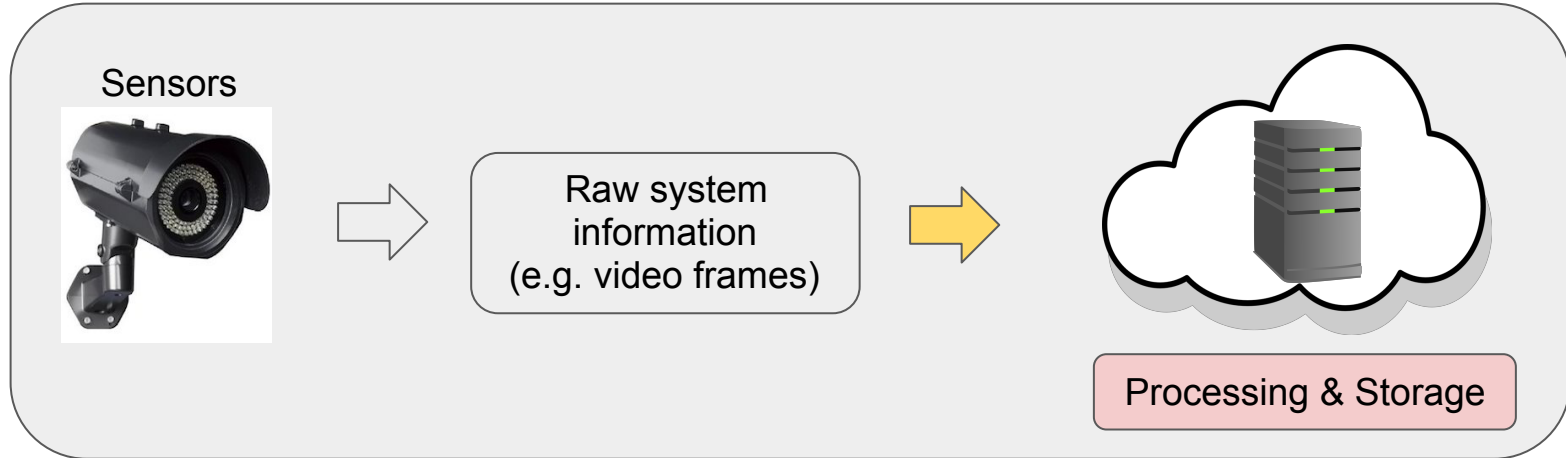 Sensors
Raw system
information
(e.g. video frames)
Processing & Storage